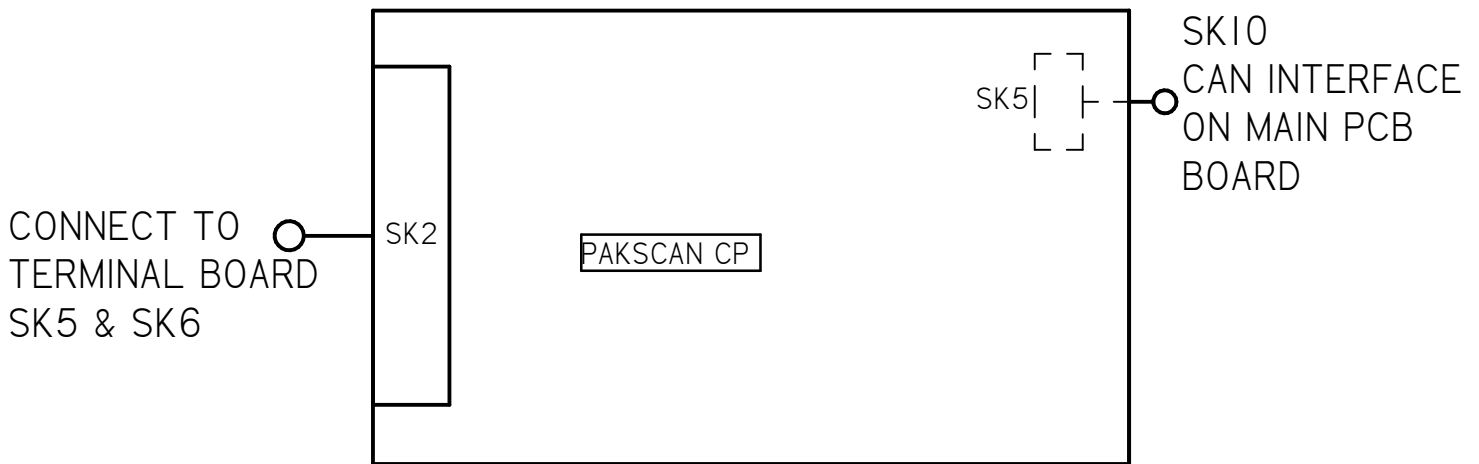 SK10
CAN INTERFACE
ON MAIN PCB
BOARD
SK5
CONNECT TO
TERMINAL BOARD
SK5 & SK6
SK2
PAKSCAN CP